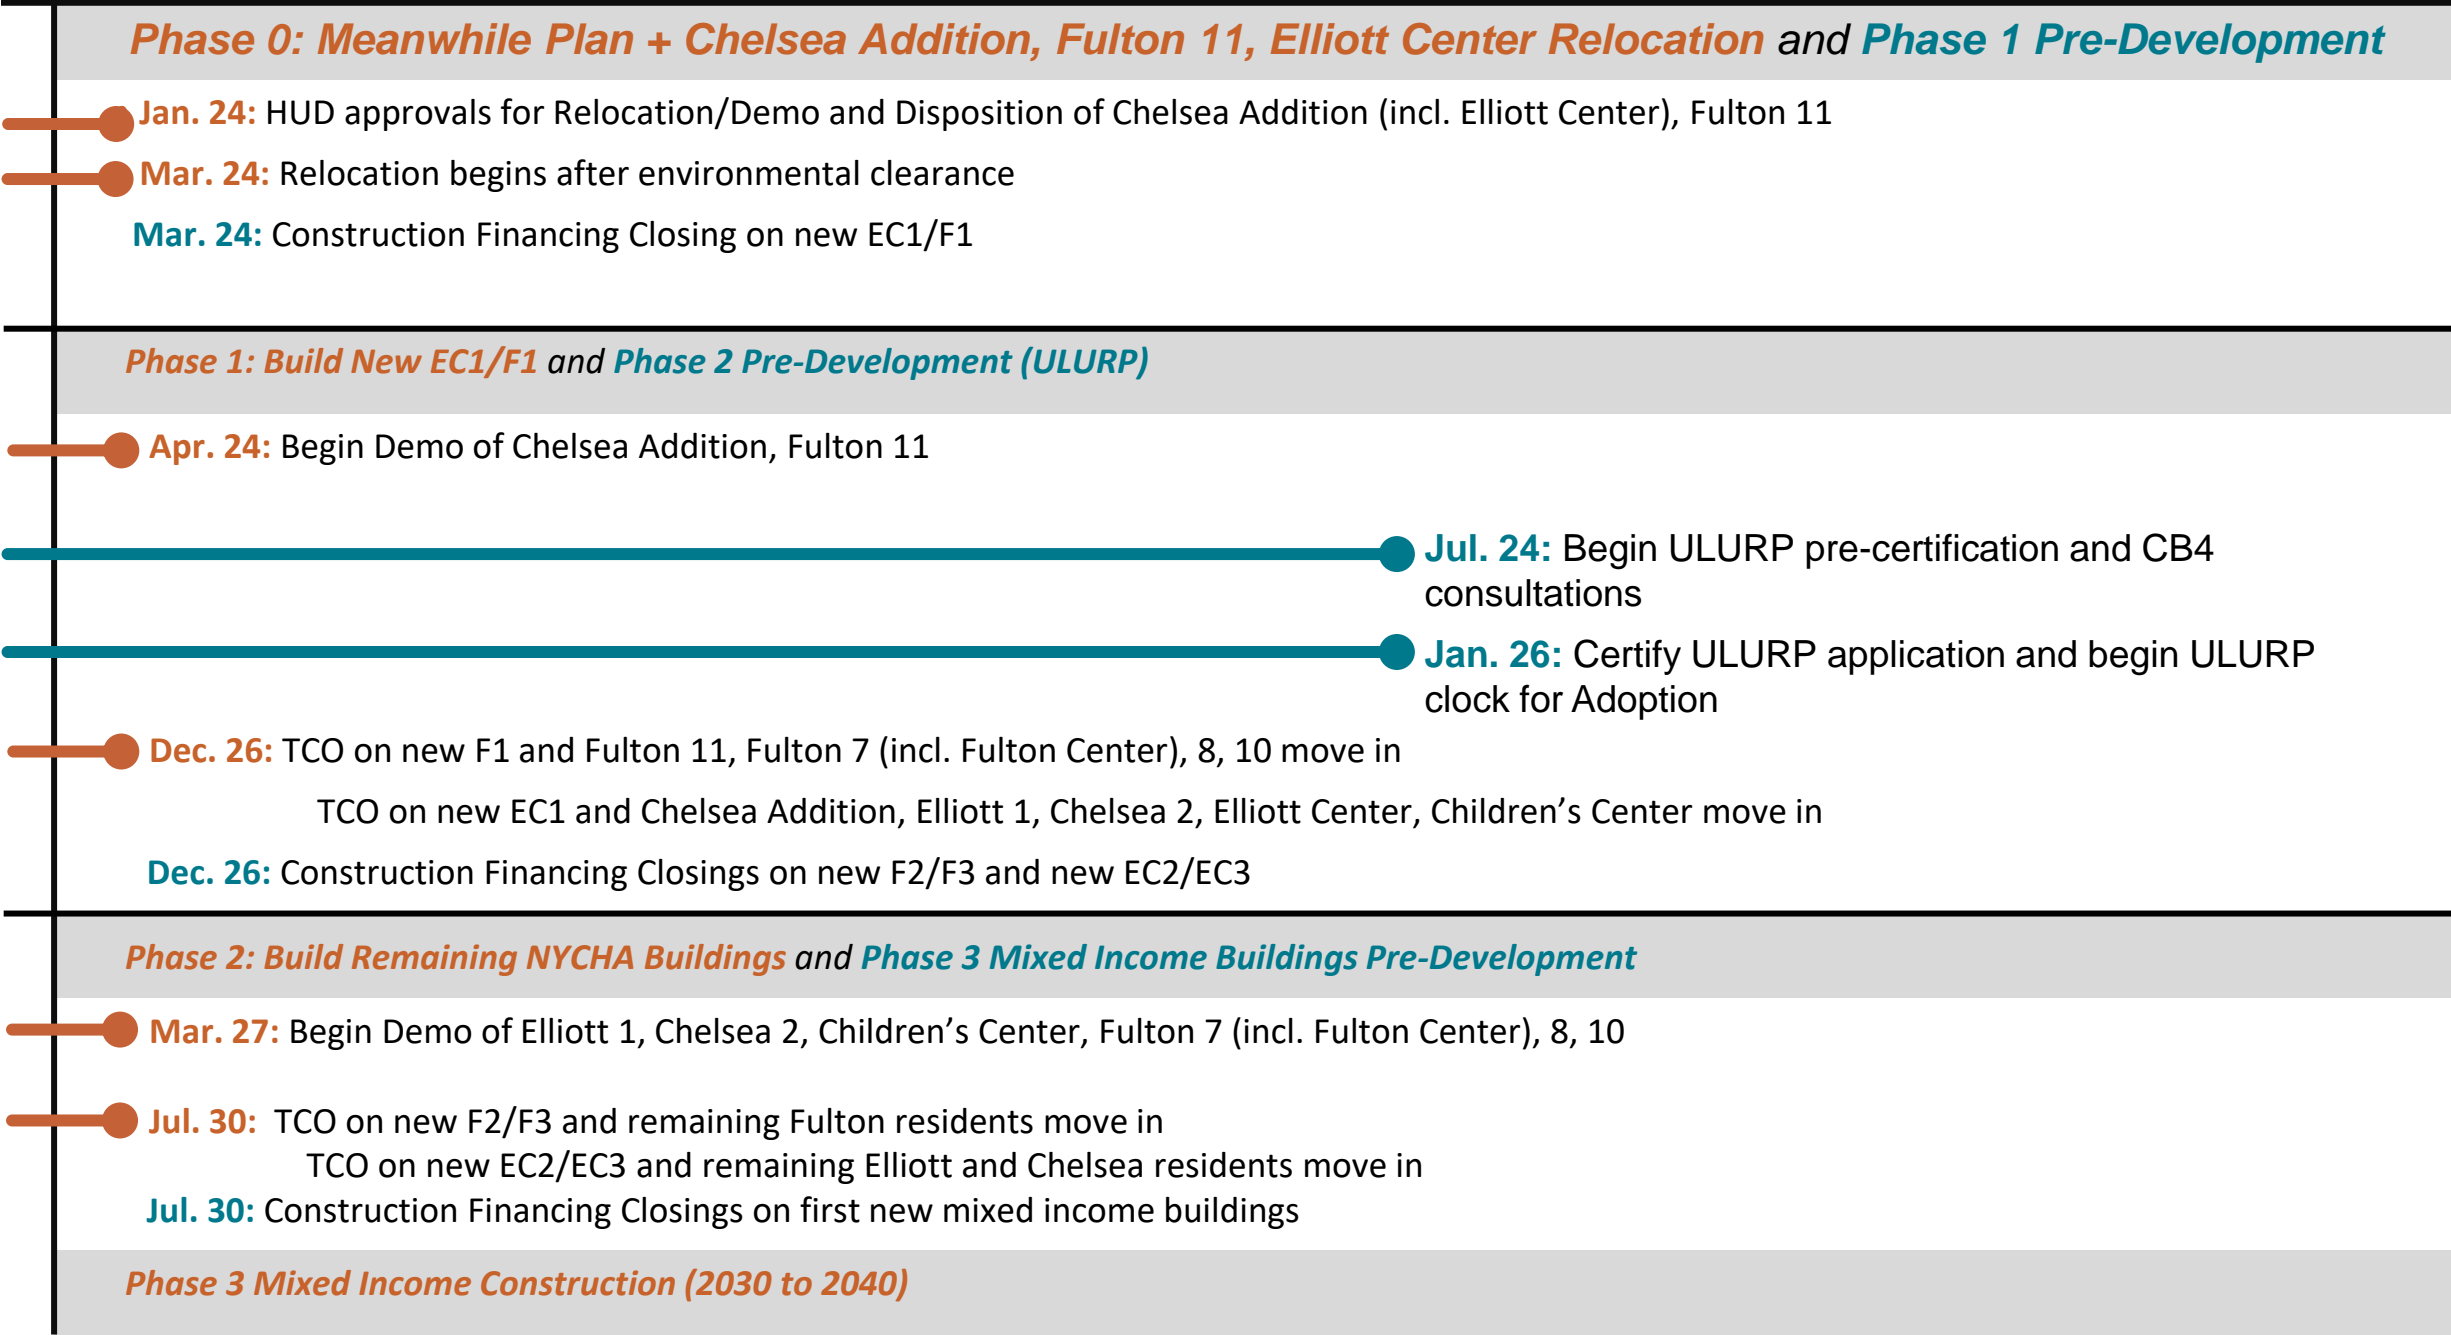 Phase 0: Meanwhile Plan + Chelsea Addition, Fulton 11, Elliott Center Relocation and Phase 1 Pre-Development
Jan. 24: HUD approvals for Relocation/Demo and Disposition of Chelsea Addition (incl. Elliott Center), Fulton 11
Mar. 24: Relocation begins after environmental clearance
Mar. 24: Construction Financing Closing on new EC1/F1
Phase 1: Build New EC1/F1 and Phase 2 Pre-Development (ULURP)
Apr. 24: Begin Demo of Chelsea Addition, Fulton 11
Jul. 24: Begin ULURP pre-certification and CB4
consultations
Jan. 26: Certify ULURP application and begin ULURP
clock for Adoption
Dec. 26: TCO on new F1 and Fulton 11, Fulton 7 (incl. Fulton Center), 8, 10 move in
TCO on new EC1 and Chelsea Addition, Elliott 1, Chelsea 2, Elliott Center, Children’s Center move in
Dec. 26: Construction Financing Closings on new F2/F3 and new EC2/EC3
Phase 2: Build Remaining NYCHA Buildings and Phase 3 Mixed Income Buildings Pre-Development
Mar. 27: Begin Demo of Elliott 1, Chelsea 2, Children’s Center, Fulton 7 (incl. Fulton Center), 8, 10
Jul. 30: TCO on new F2/F3 and remaining Fulton residents move in
TCO on new EC2/EC3 and remaining Elliott and Chelsea residents move in
Jul. 30: Construction Financing Closings on first new mixed income buildings
Phase 3 Mixed Income Construction (2030 to 2040)